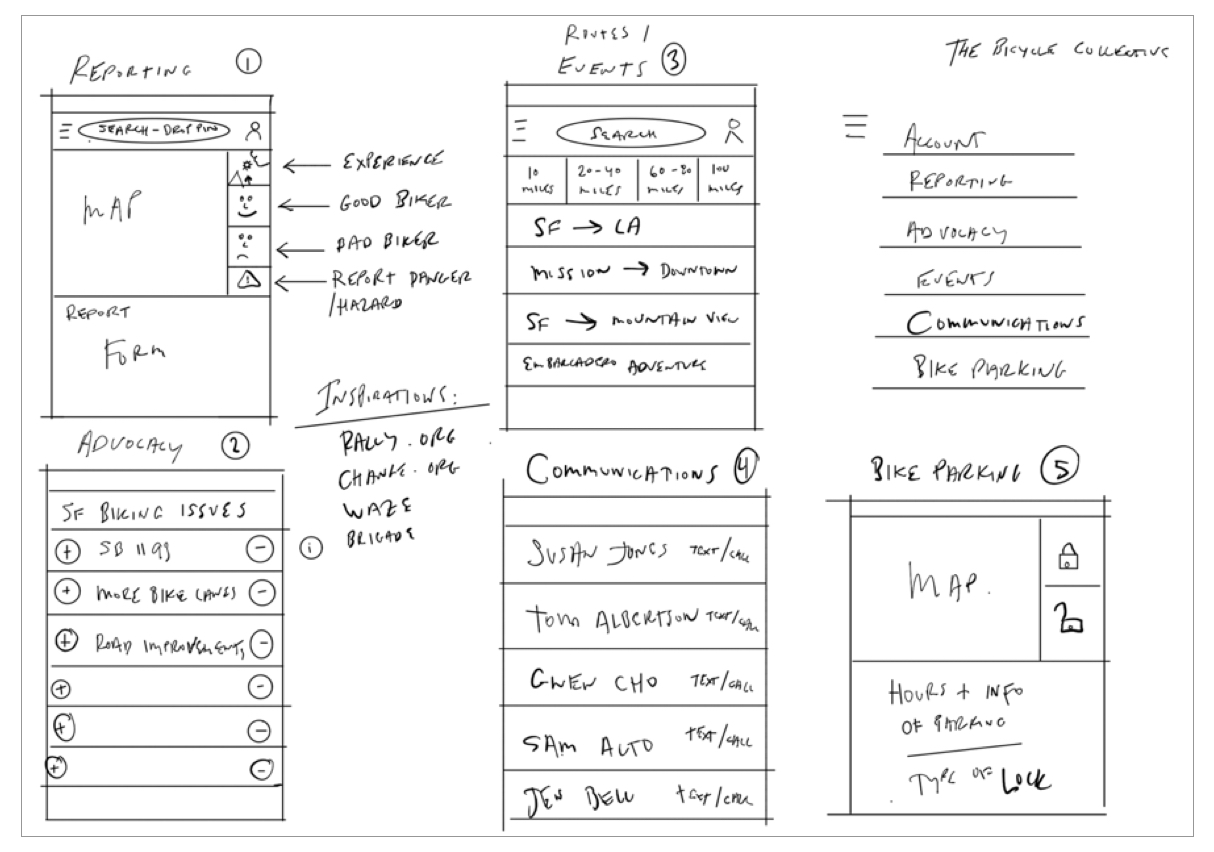 REPORTING 1
SEARCH - DROP PIN
MAP
EXPERIENCE
GOOD BIKER
BAD BIKER
REPORT DANGER
/HAZARD
REPORT
FORM
ADVOCACY 2
SF BIKING ISSUES
+ SB 1199 -
+ MORE BIKE LANES -
+ ROAD IMPROVEMENTS -
+ -
+ -
+ -
i
INSPIRATIONS:
RALLY.ORG
CHANGE.ORG
WAZE
BRIGADE
ROUTES /
EVENTS 3
SEARCH
10 MILES
20-40 MILES
60-80 MILES
100 MILES
SF → LA
MISSION → DOWNTOWN
SF → MOUNTAIN VIEW
EMBARCADERO ADVENTURE
COMMUNICATIONS 4
SUSAN JONES TEXT/CALL
TOM ALBERTSON TEXT/CALL
GWEN CHO TEXT/CALL
SAM AUTO TEXT/CALL
JEN BELL TEXT/CALL
THE BICYCLE COLLECTIVE
ACCOUNT
REPORTING
ADVOCACY
EVENTS
COMMUNICATIONS
BIKE PARKING
BIKE PARKING 5
MAP.
HOURS + INFO
OF PARKING
TYPE OF LOCK